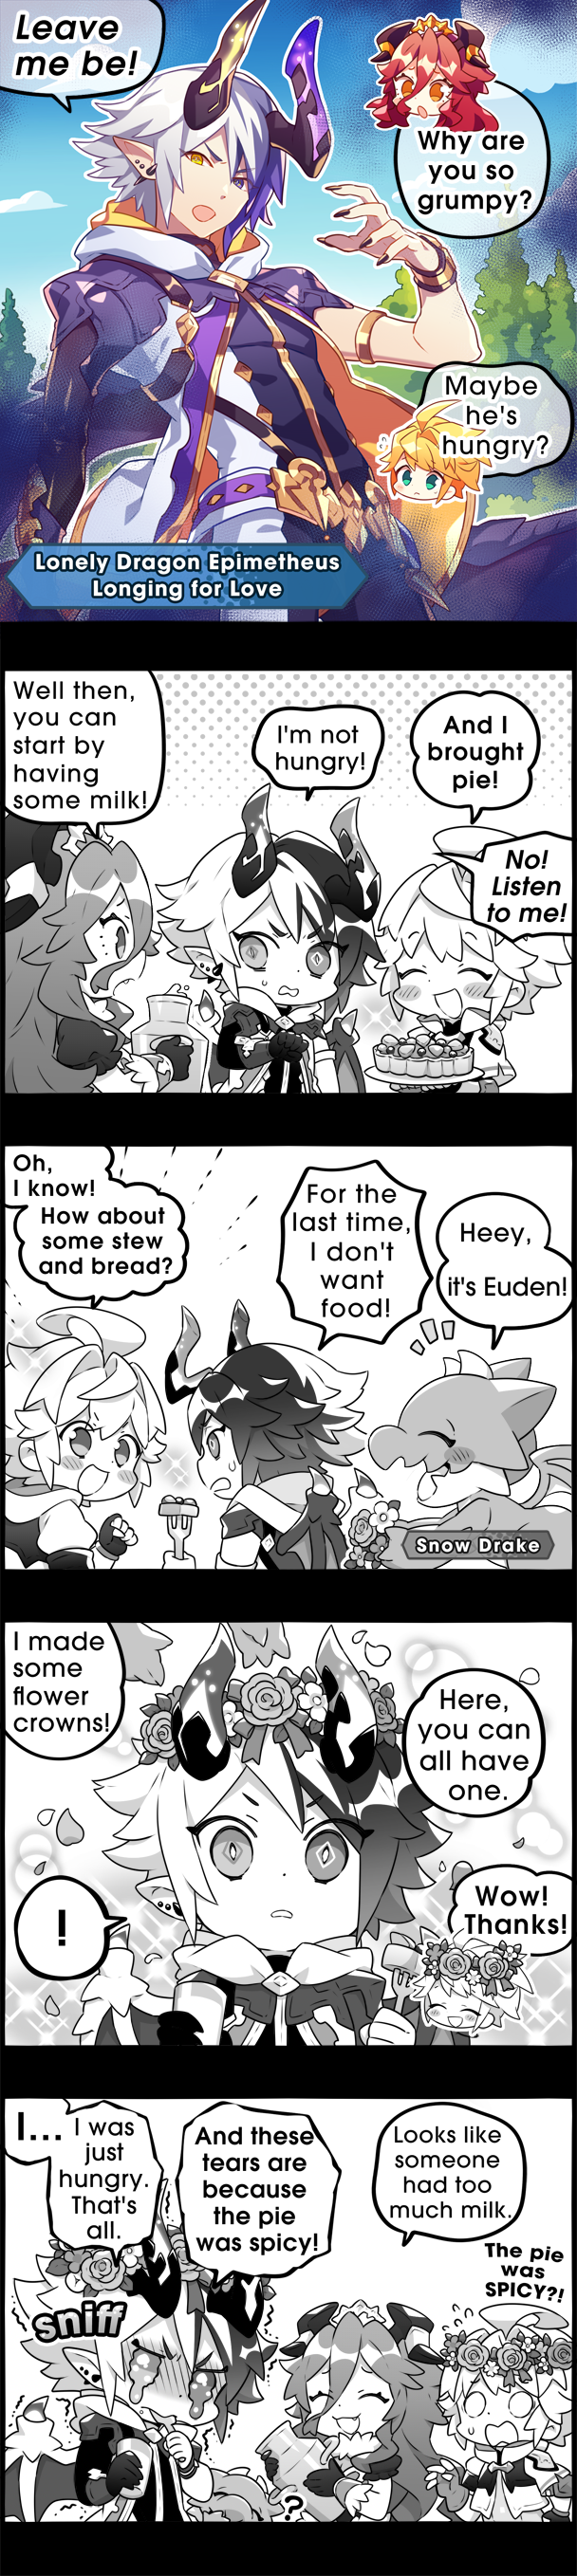 Leave
me be!
Why are
you so
grumpy?
Maybe
he's
hungry?
Lonely Dragon Epimetheus
Longing for Love
Well then,
you can
start by
having
some milk!
I'm not
hungry!
And I
brought
pie!
No!
Listen
to me!
Oh,
I know!
How about
some stew
and bread?
For the
last time,
I don't
want
food!
Heey,
it's Euden!
Snow Drake
I made
some
flower
crowns!
Here,
you can
all have
one.
!
Wow!
Thanks!
I...
I was
just
hungry.
That's
all.
And these
tears are
because
the pie
was spicy!
Looks like
someone
had too
much milk.
The pie
was
SPICY?!
sniff
?